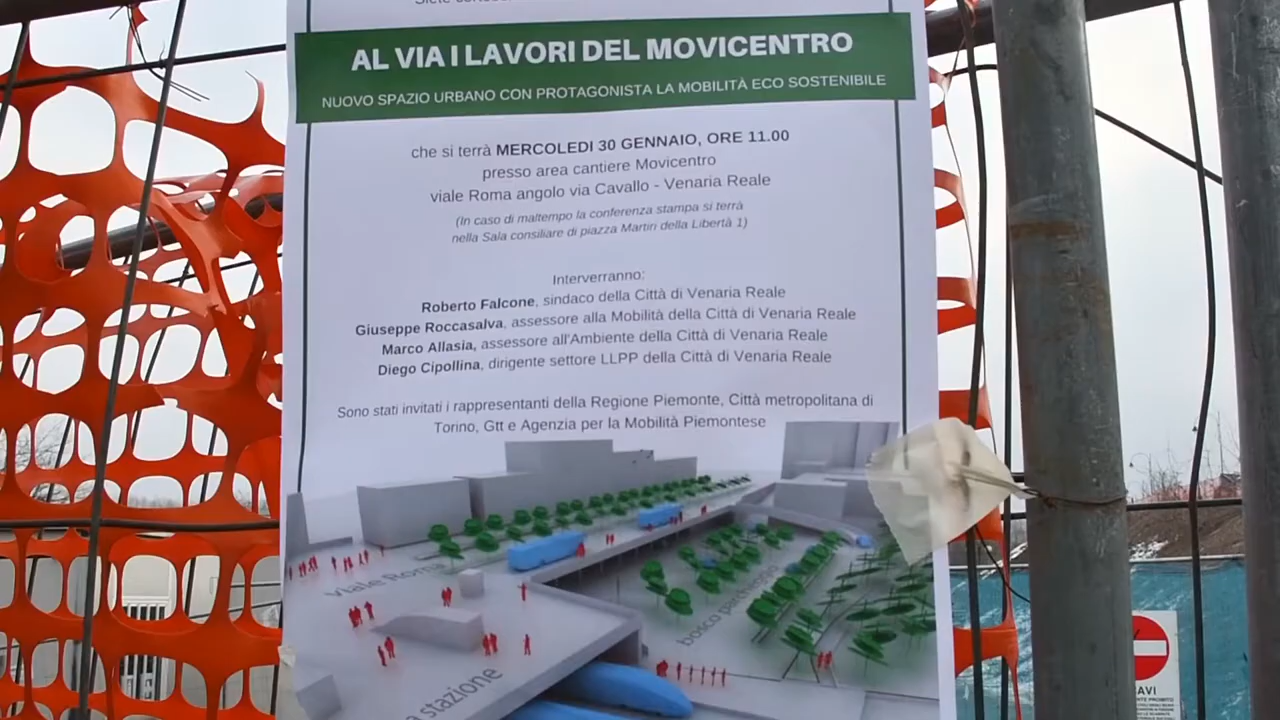 AL VIA I LAVORI DEL MOVICENTRO
NUOVO SPAZIO URBANO CON PROTAGONISTA LA MOBILITÀ ECO SOSTENIBILE
che si terrà MERCOLEDI 30 GENNAIO, ORE 11.00
presso area cantiere Movicentro
viale Roma angolo via Cavallo - Venaria Reale
(In caso di maltempo la conferenza stampa si terrà
nella Sala consiliare di piazza Martiri della Libertà 1)
Interverranno:
Roberto Falcone, sindaco della Città di Venaria Reale
Giuseppe Roccasalva, assessore alla Mobilità della Città di Venaria Reale
Marco Allasia, assessore all'Ambiente della Città di Venaria Reale
Diego Cipollina, dirigente settore LLPP della Città di Venaria Reale
Sono stati invitati i rappresentanti della Regione Piemonte, Città metropolitana di
Torino, Gtt e Agenzia per la Mobilità Piemontese
Viale Roma
bosco parcheggio
stazione